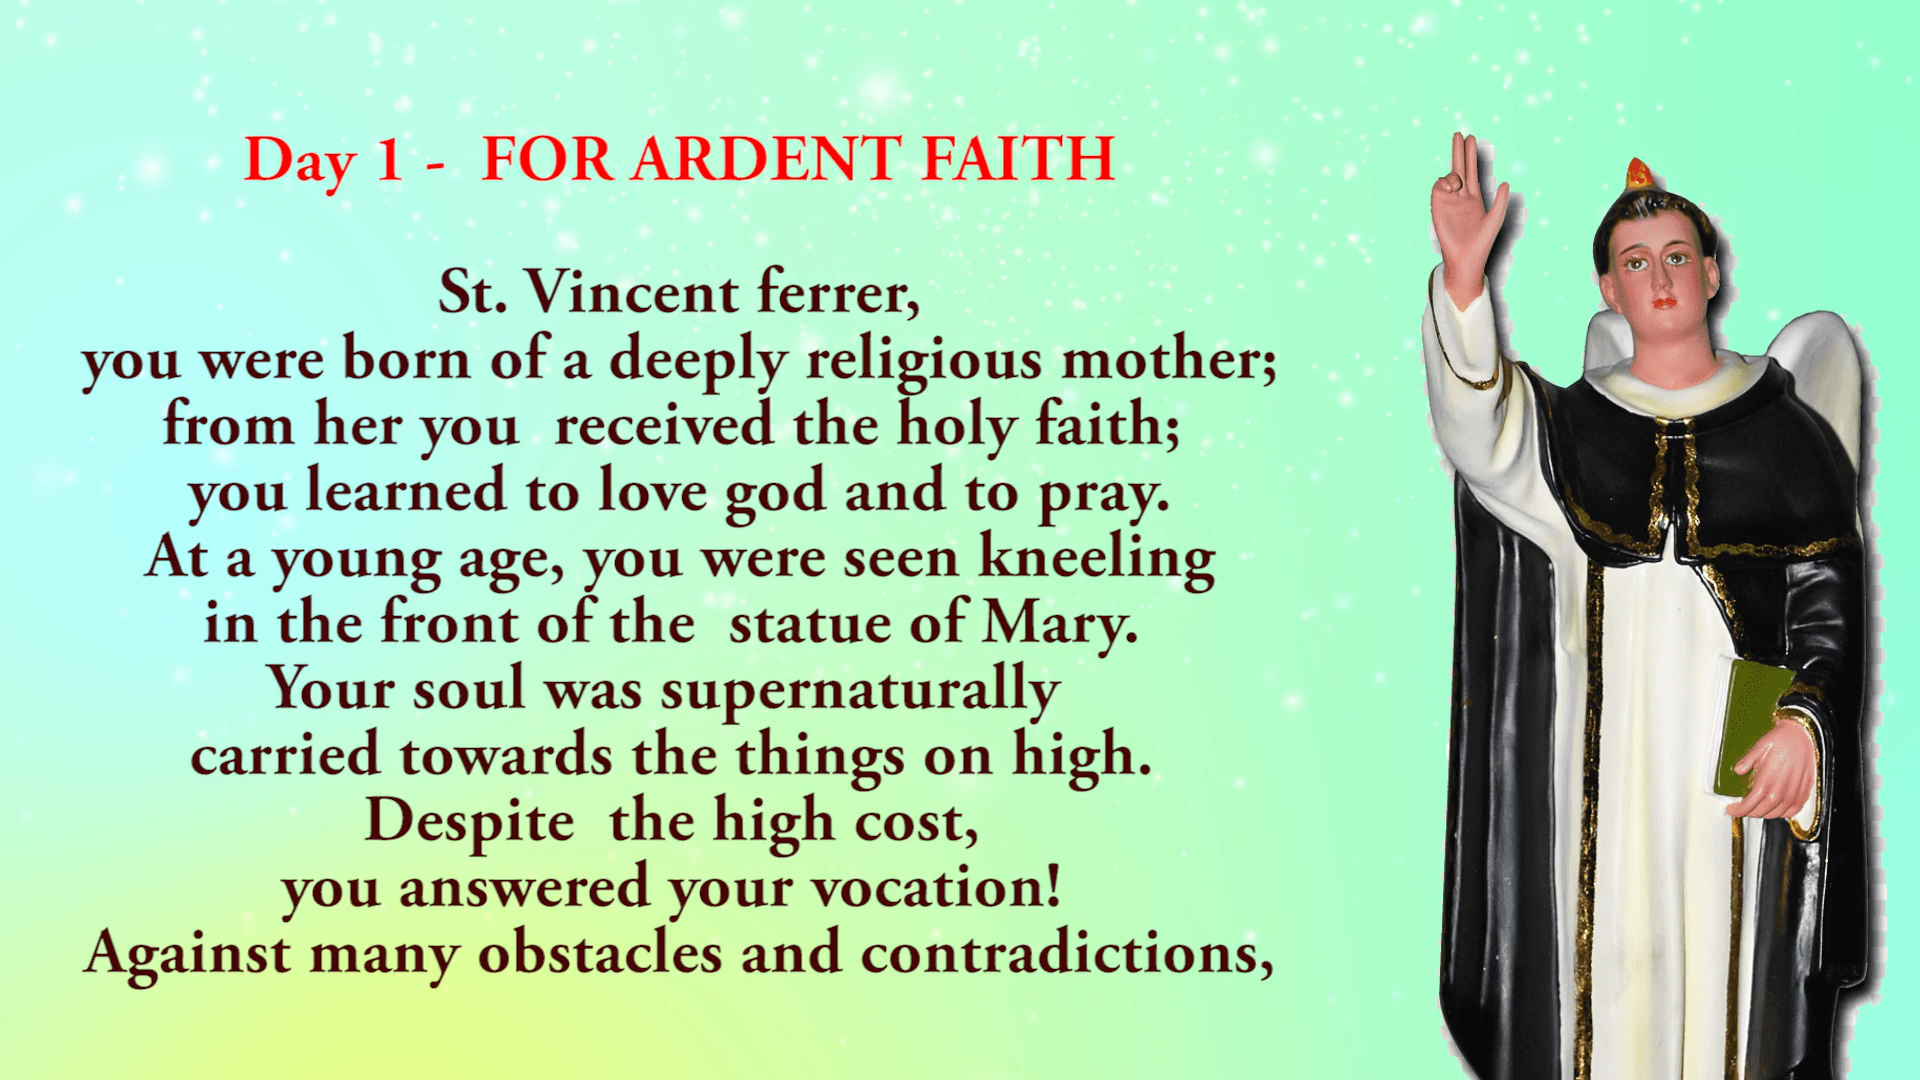 Day 1 - FOR ARDENT FAITH
St. Vincent ferrer,
you were born of a deeply religious mother;
from her you received the holy faith;
you learned to love god and to pray.
At a young age, you were seen kneeling
in the front of the statue of Mary.
Your soul was supernaturally
carried towards the things on high.
Despite the high cost,
you answered your vocation!
Against many obstacles and contradictions,